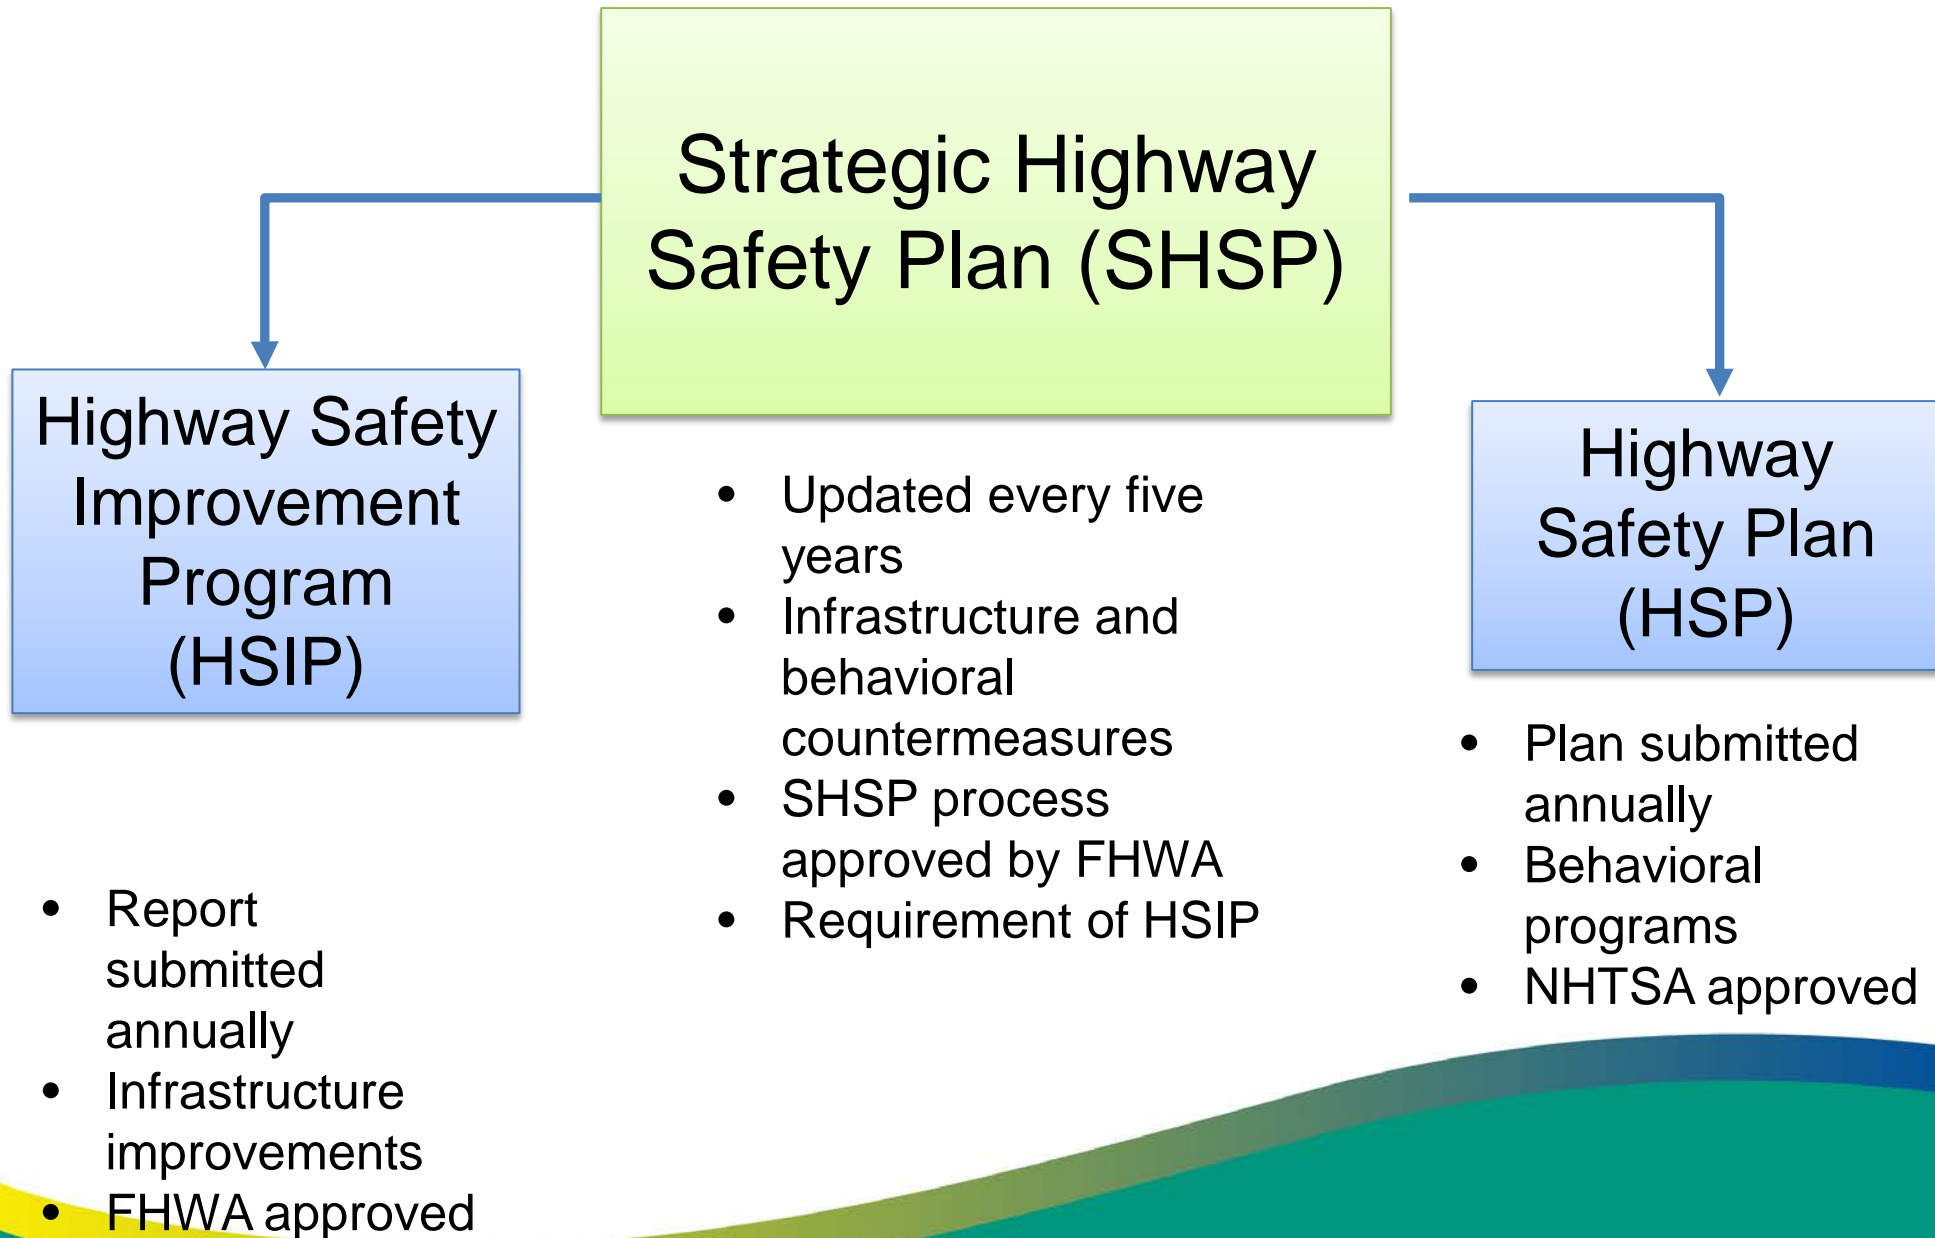 Strategic Highway
Safety Plan (SHSP)
Highway Safety
Improvement
Program
(HSIP)
• Report
submitted
annually
• Infrastructure
improvements
• FHWA approved
• Updated every five
years
• Infrastructure and
behavioral
countermeasures
• SHSP process
approved by FHWA
• Requirement of HSIP
Highway
Safety Plan
(HSP)
• Plan submitted
annually
• Behavioral
programs
• NHTSA approved